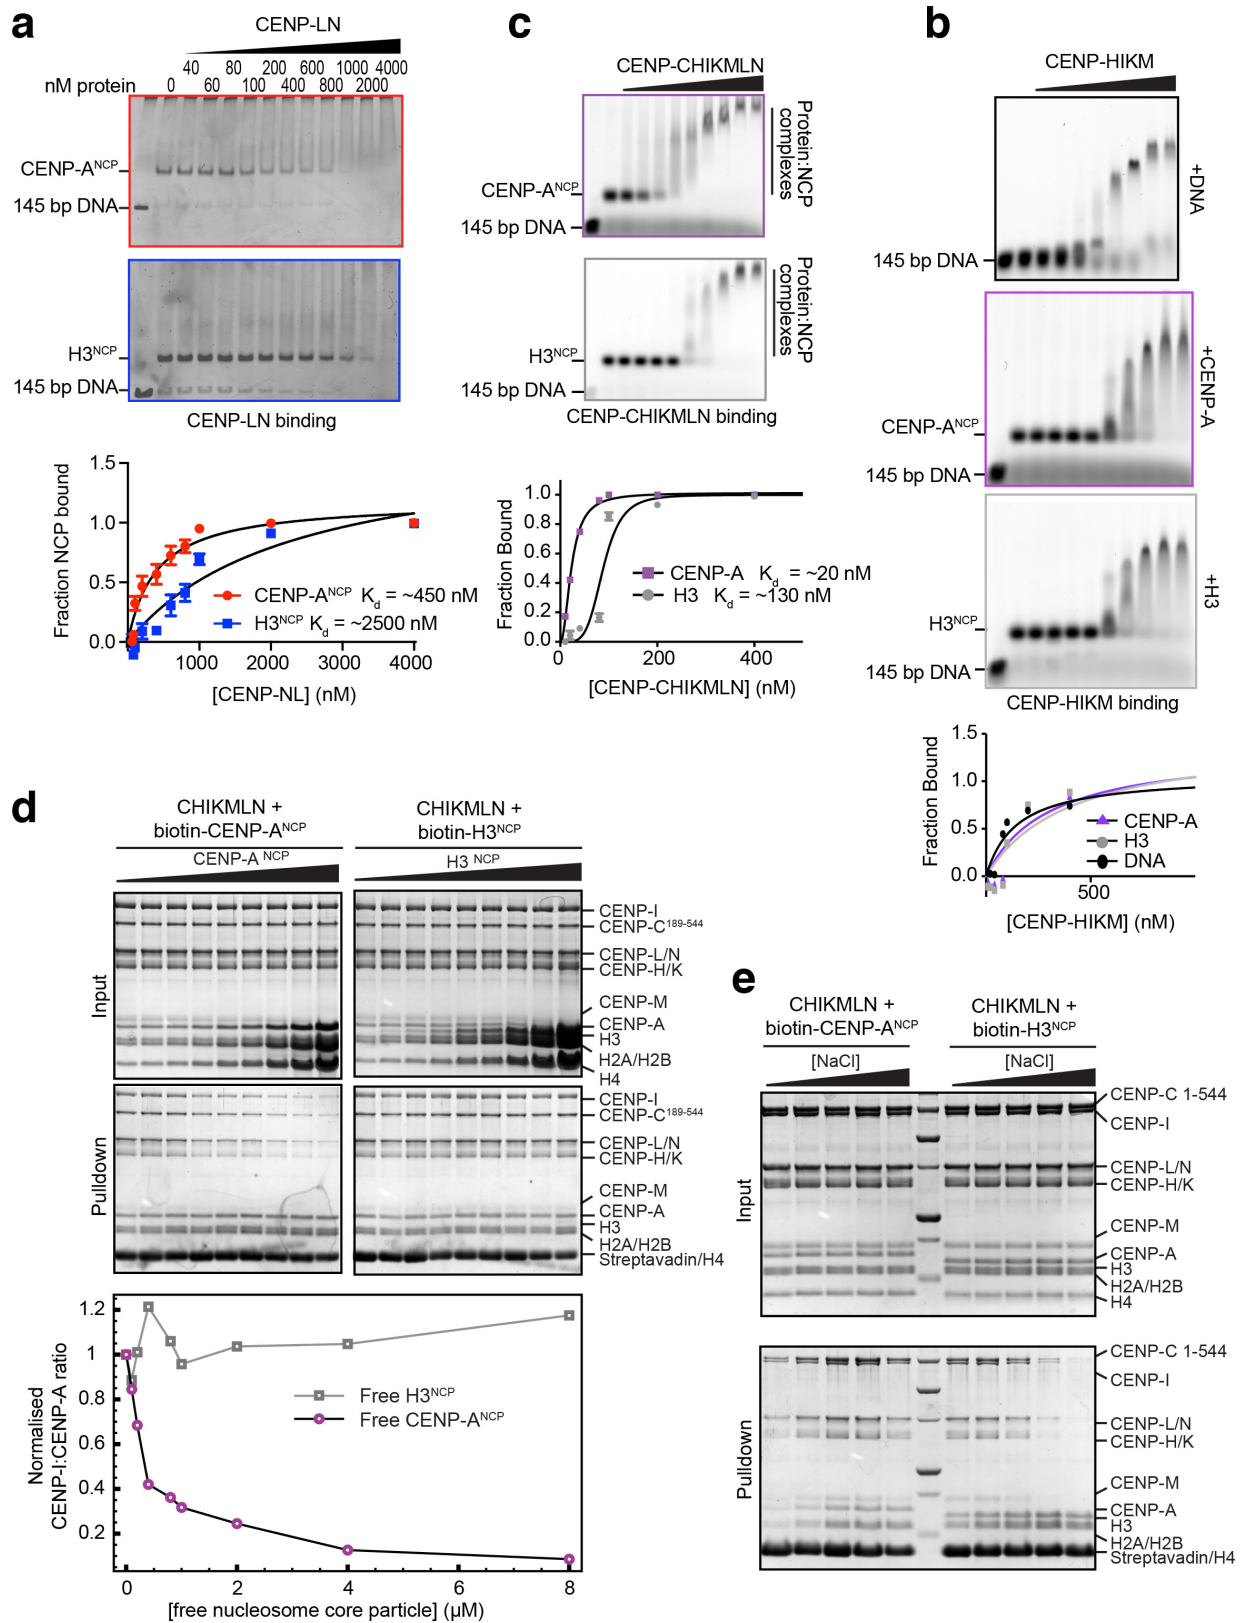 a
CENP-LN
40 80 200 600 1000 4000
nM protein 0 60 100 400 800 2000
CENP-A^NCP
145 bp DNA
H3^NCP
145 bp DNA
CENP-LN binding
1.5
1.0
0.5
0.0
Fraction NCP bound
CENP-A^NCP K_d = ~450 nM
H3^NCP K_d = ~2500 nM
1000 2000 3000 4000
[CENP-NL] (nM)
c
CENP-CHIKMLN
CENP-A^NCP
145 bp DNA
Protein:NCP
complexes
H3^NCP
145 bp DNA
Protein:NCP
complexes
CENP-CHIKMLN binding
1.0
0.8
0.6
0.4
0.2
0.0
Fraction Bound
CENP-A K_d = ~20 nM
H3 K_d = ~130 nM
0 200 400
[CENP-CHIKMLN] (nM)
b
CENP-HIKM
145 bp DNA
+DNA
CENP-A^NCP
145 bp DNA
+CENP-A
H3^NCP
145 bp DNA
+H3
CENP-HIKM binding
1.5
1.0
0.5
0.0
Fraction Bound
CENP-A
H3
DNA
500
[CENP-HIKM] (nM)
d
CHIKMLN +
biotin-CENP-A^NCP
CENP-A^NCP
CHIKMLN +
biotin-H3^NCP
H3^NCP
Input
CENP-I
CENP-C^189-544
CENP-L/N
CENP-H/K
CENP-M
CENP-A
H3
H2A/H2B
H4
Pulldown
CENP-I
CENP-C^189-544
CENP-L/N
CENP-H/K
CENP-M
CENP-A
H3
H2A/H2B
Streptavadin/H4
1.2
1
0.8
0.6
0.4
0.2
Normalised
CENP-I:CENP-A ratio
Free H3^NCP
Free CENP-A^NCP
0 2 4 6 8
[free nucleosome core particle] (µM)
e
CHIKMLN +
biotin-CENP-A^NCP
[NaCl]
CHIKMLN +
biotin-H3^NCP
[NaCl]
Input
CENP-C 1-544
CENP-I
CENP-L/N
CENP-H/K
CENP-M
CENP-A
H3
H2A/H2B
H4
Pulldown
CENP-C 1-544
CENP-I
CENP-L/N
CENP-H/K
CENP-M
CENP-A
H3
H2A/H2B
Streptavadin/H4